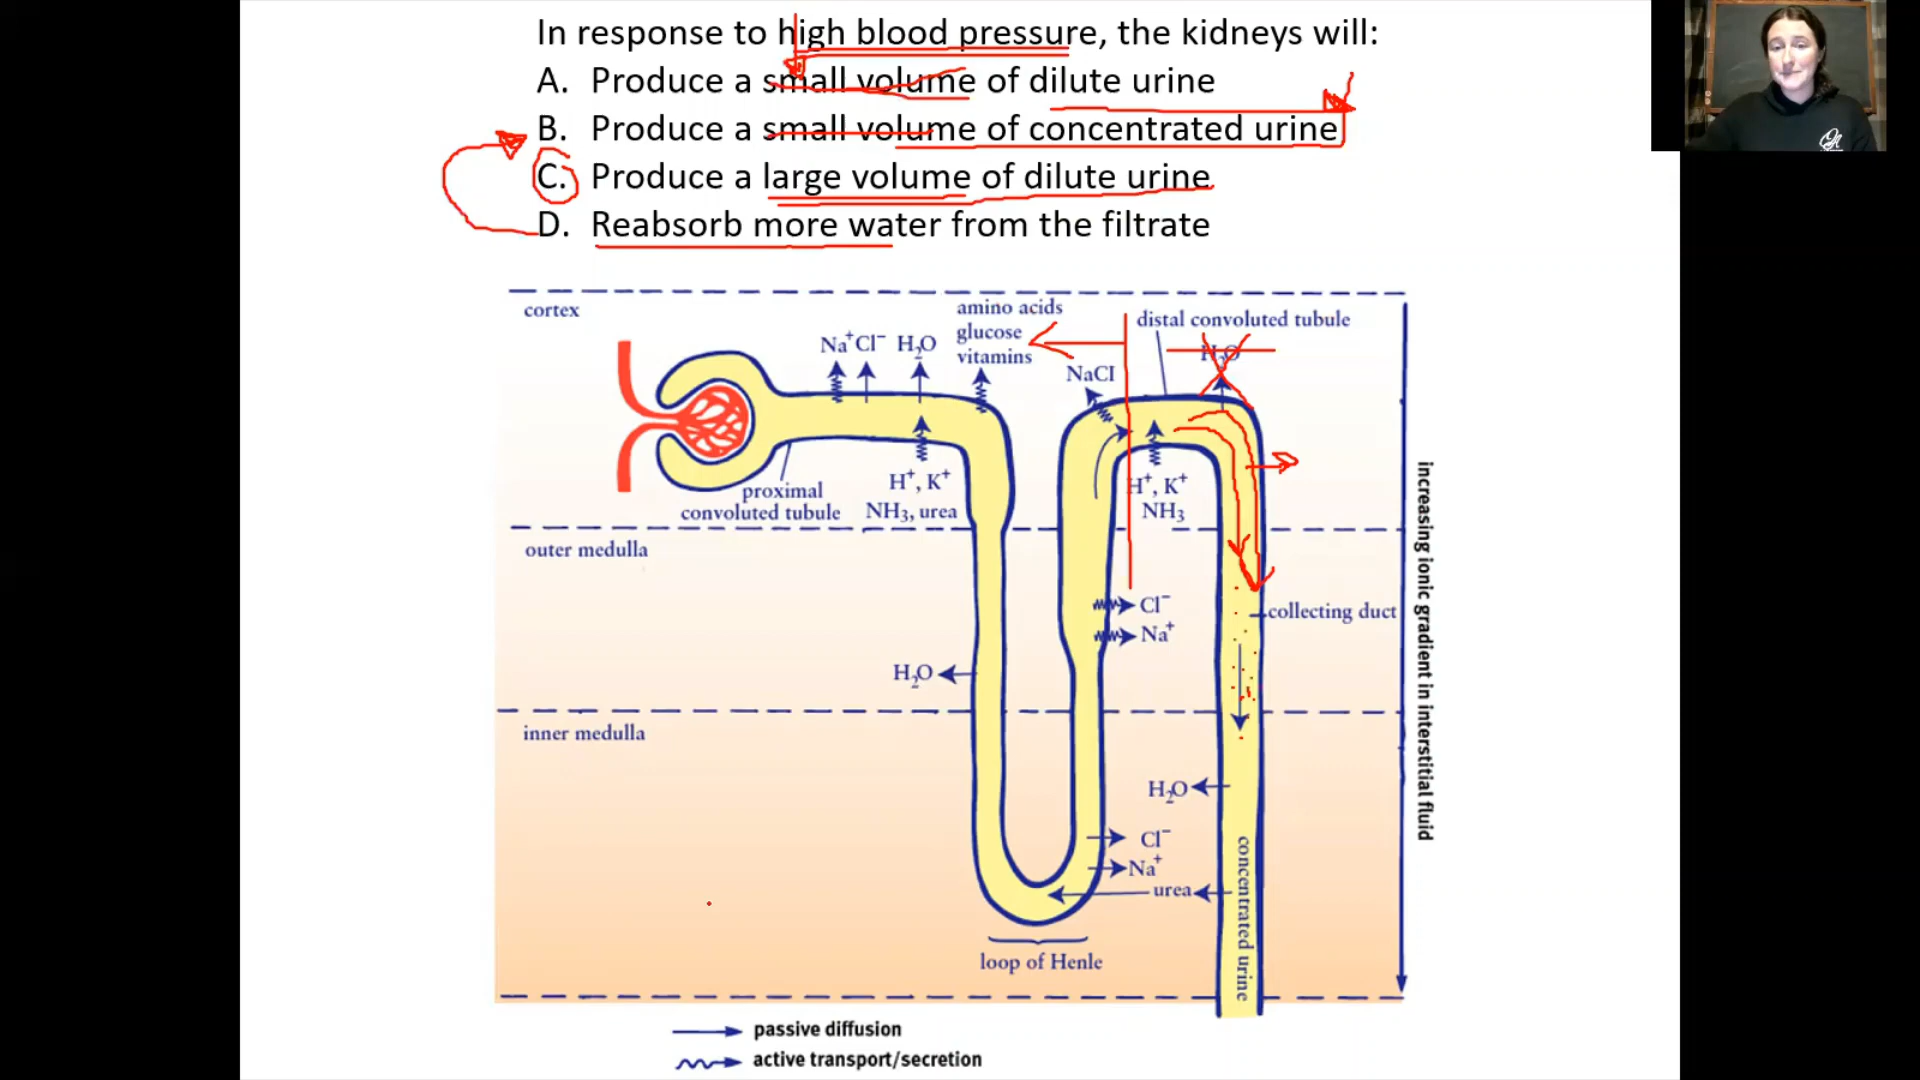 In response to high blood pressure, the kidneys will:
A. Produce a small volume of dilute urine
B. Produce a small volume of concentrated urine
C. Produce a large volume of dilute urine
D. Reabsorb more water from the filtrate
cortex
amino acids
glucose
vitamins
distal convoluted tubule
Na⁺Cl⁻ H₂O
H₂O
NaCl
H⁺, K⁺
NH₃, urea
H⁺, K⁺
NH₃
proximal
convoluted tubule
outer medulla
Cl⁻
Na⁺
collecting duct
H₂O
inner medulla
H₂O
Cl⁻
Na⁺
urea
concentrated urine
loop of Henle
increasing ionic gradient in interstitial fluid
passive diffusion
active transport/secretion